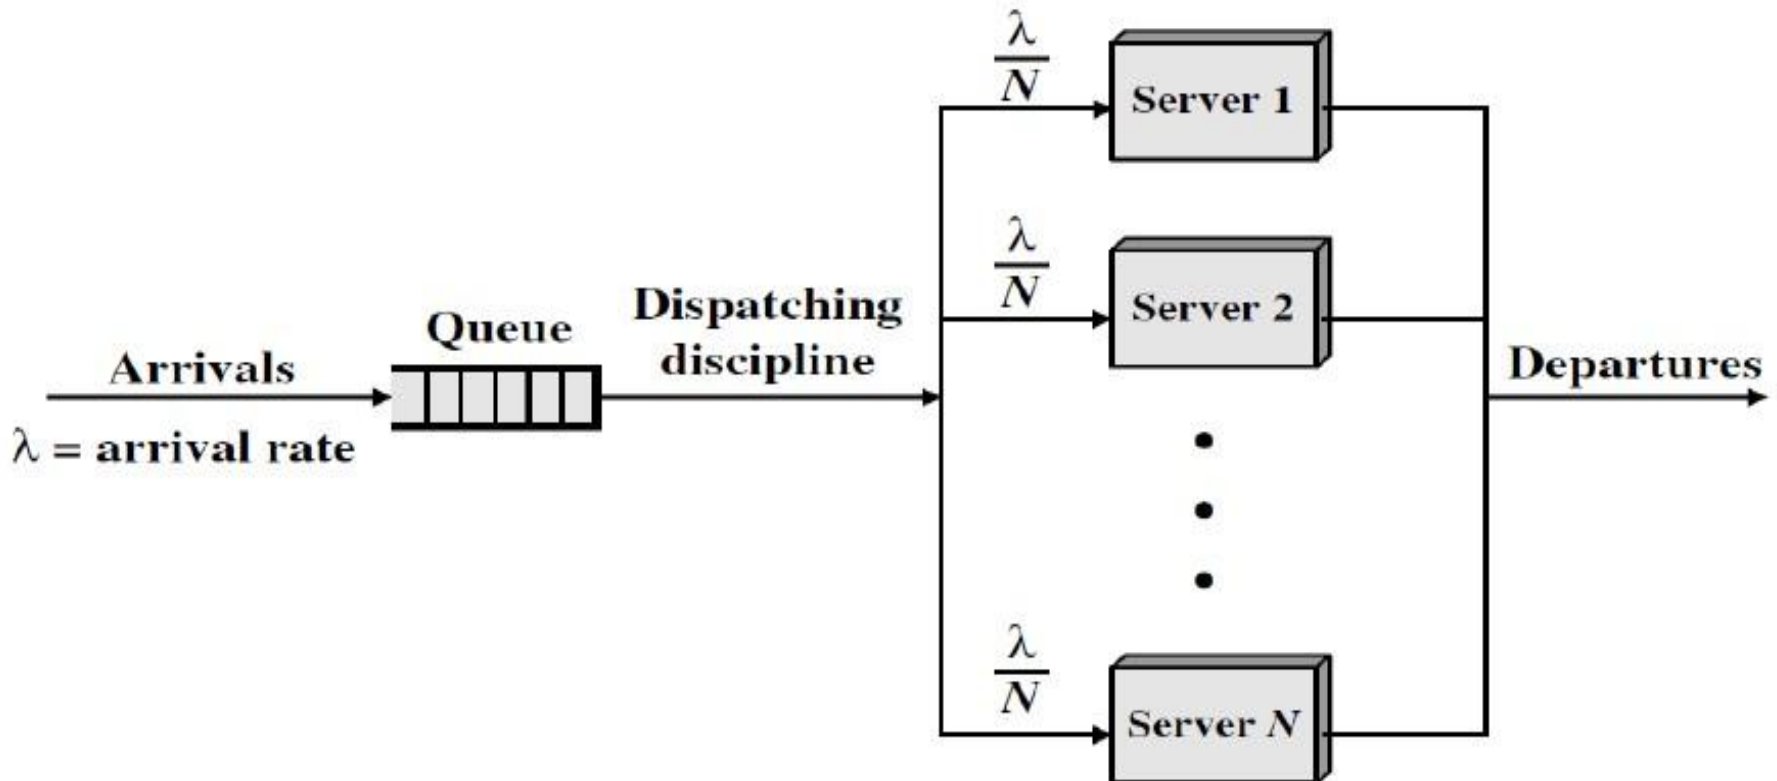 Arrivals
λ = arrival rate
Queue
Dispatching
discipline
λ
N
Server 1
λ
N
Server 2
λ
N
Server N
Departures